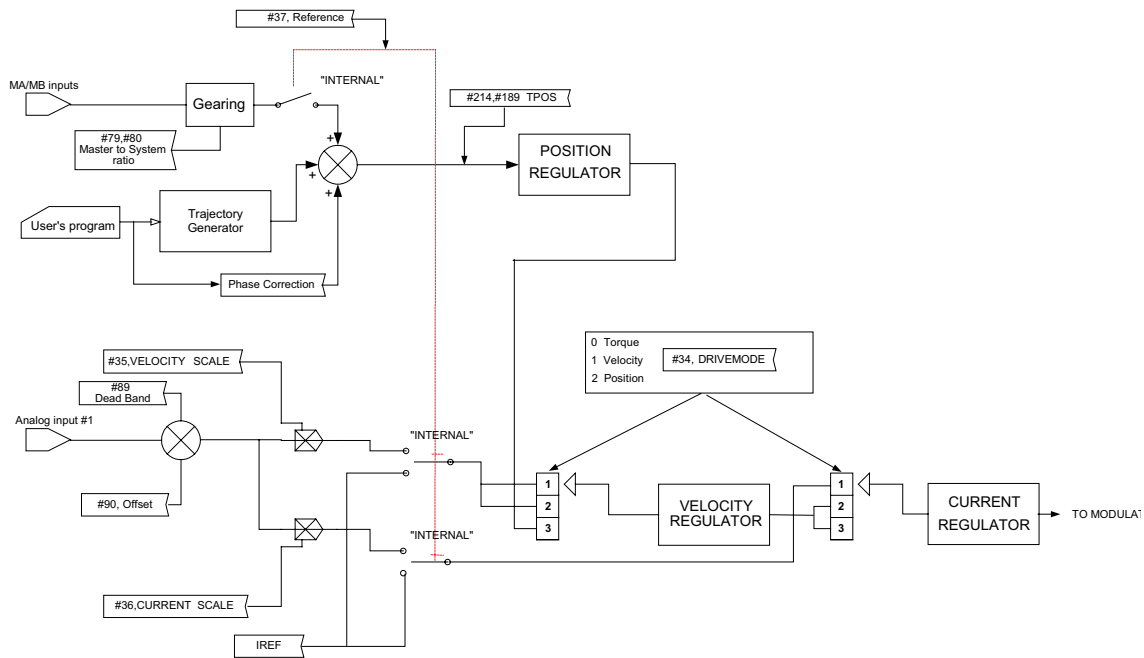 #37, Reference
"INTERNAL"
MA/MB inputs
Gearing
#214,#189 TPOS
#79,#80
Master to System
ratio
+
+
+
POSITION
REGULATOR
User's program
Trajectory
Generator
Phase Correction
0 Torque
1 Velocity
2 Position
#34, DRIVEMODE
#35,VELOCITY SCALE
#89
Dead Band
Analog input #1
"INTERNAL"
#90, Offset
1
2
3
VELOCITY
REGULATOR
1
2
3
CURRENT
REGULATOR
TO MODULAT
"INTERNAL"
#36,CURRENT SCALE
IREF